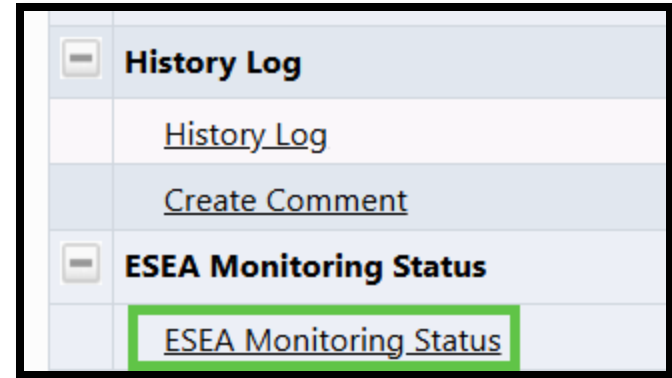 History Log
History Log
Create Comment
ESEA Monitoring Status
ESEA Monitoring Status